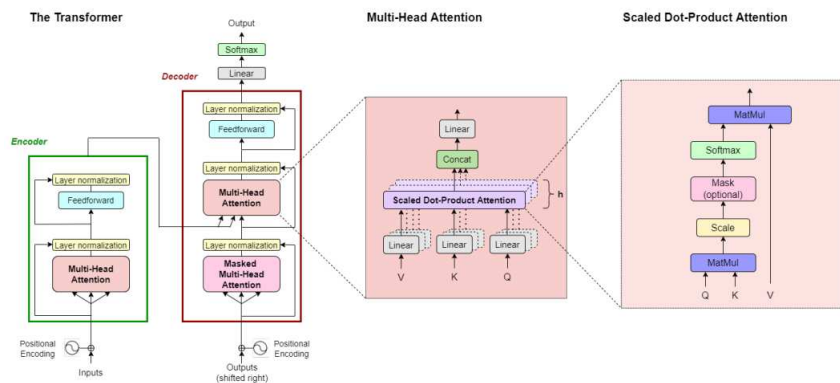 The Transformer
Output
Softmax
Linear
Decoder
Layer normalization
Feedforward
Layer normalization
Multi-Head
Attention
Layer normalization
Masked
Multi-Head
Attention
Positional
Encoding
Outputs
(shifted right)
Encoder
Layer normalization
Feedforward
Layer normalization
Multi-Head
Attention
Positional
Encoding
Inputs
Multi-Head Attention
Linear
Concat
Scaled Dot-Product Attention
h
Linear Linear Linear
V K Q
Scaled Dot-Product Attention
MatMul
Softmax
Mask
(optional)
Scale
MatMul
Q K V